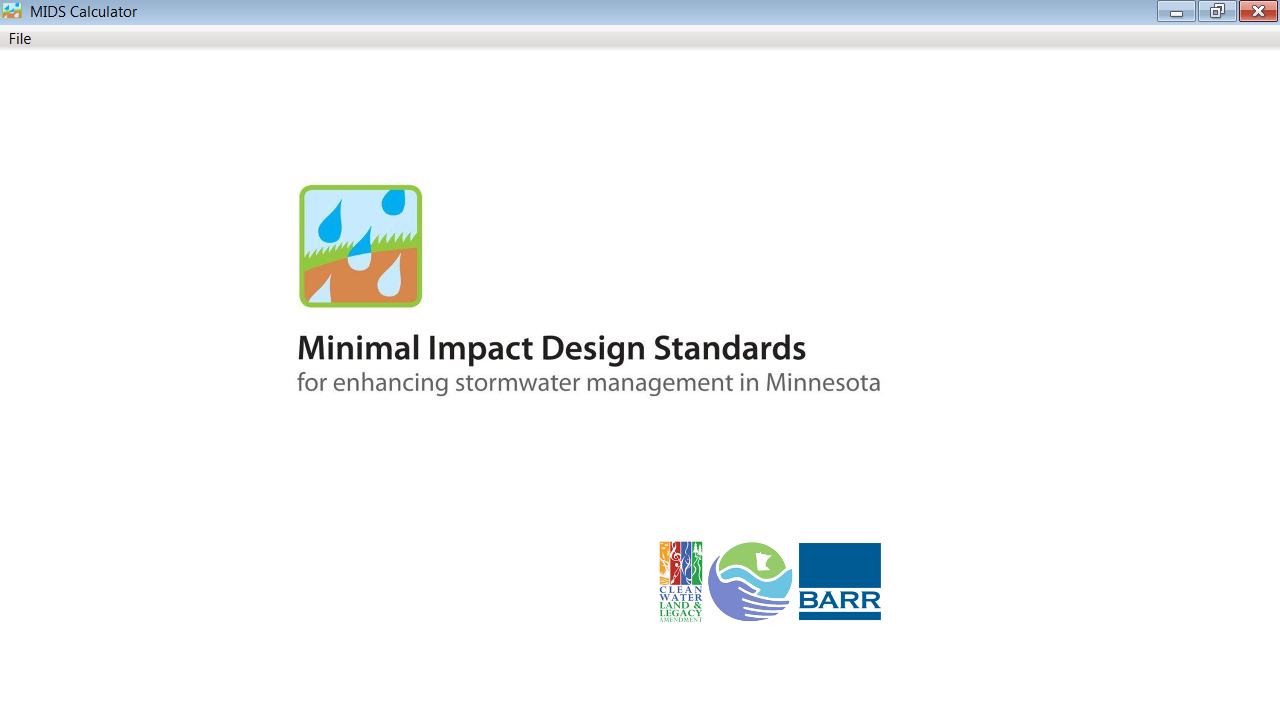 MIDS Calculator
File
Minimal Impact Design Standards
for enhancing stormwater management in Minnesota
CLEAN
WATER
LAND &
LEGACY
AMENDMENT
BARR